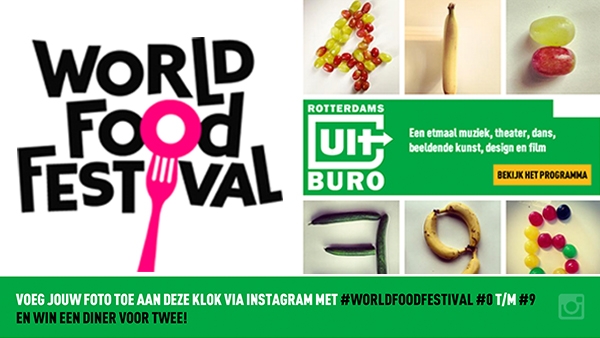 WORLD
FOOD
FESTIVAL
ROTTERDAMS
UIT
BURO
Een etmaal muziek, theater, dans,
beeldende kunst, design en film
BEKIJK HET PROGRAMMA
VOEG JOUW FOTO TOE AAN DEZE KLOK VIA INSTAGRAM MET #WORLDFOODFESTIVAL #0 T/M #9
EN WIN EEN DINER VOOR TWEE!